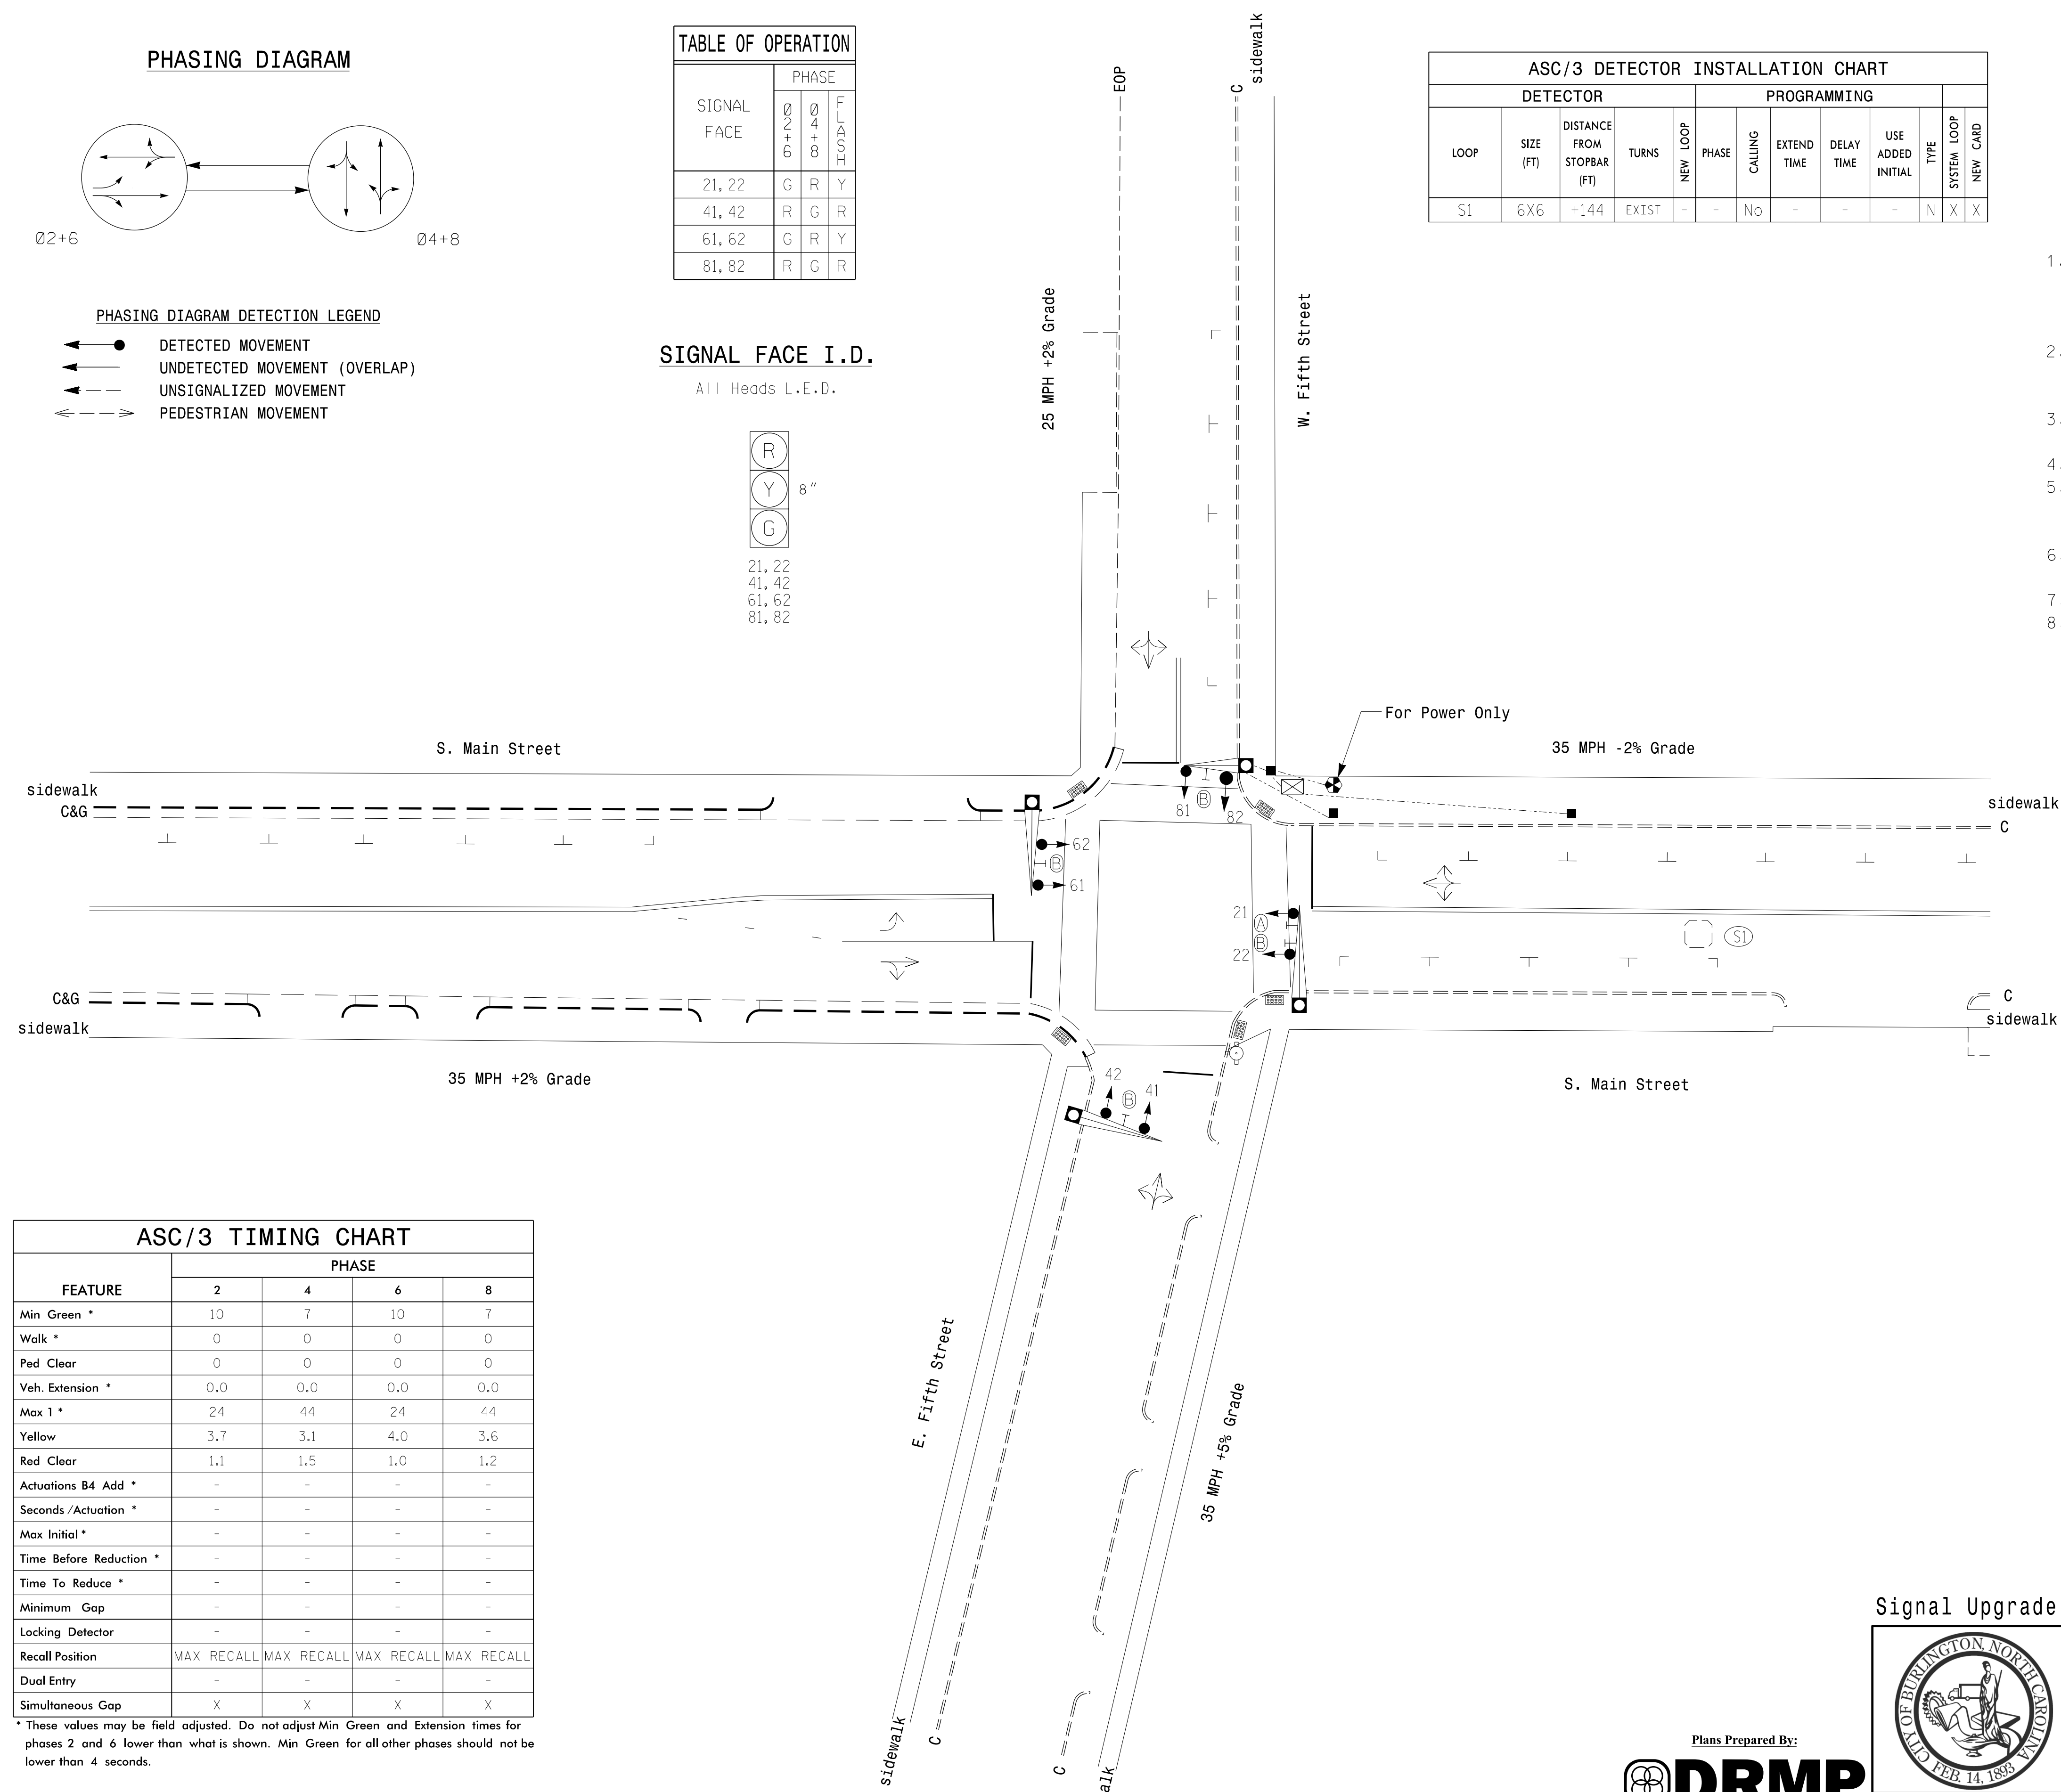 PHASING DIAGRAM
Ø2+6
Ø4+8
PHASING DIAGRAM DETECTION LEGEND
DETECTED MOVEMENT
UNDETECTED MOVEMENT (OVERLAP)
UNSIGNALIZED MOVEMENT
PEDESTRIAN MOVEMENT
TABLE OF OPERATION
SIGNAL FACE PHASE
Ø2+6 Ø4+8 FLASH
21, 22 G R Y
41, 42 R G R
61, 62 G R Y
81, 82 R G R
SIGNAL FACE I.D.
All Heads L.E.D.
R
Y 8"
G
21, 22
41, 42
61, 62
81, 82
ASC/3 DETECTOR INSTALLATION CHART
DETECTOR PROGRAMMING
LOOP SIZE (FT) DISTANCE FROM STOPBAR (FT) TURNS NEW LOOP PHASE CALLING EXTEND TIME DELAY TIME USE ADDED INITIAL TYPE SYSTEM LOOP NEW CARD
S1 6X6 +144 EXIST - - No - - - N X X
1.
2.
3.
4.
5.
6.
7
8
EOP
C
sidewalk
25 MPH +2% Grade
W. Fifth Street
For Power Only
S. Main Street
35 MPH -2% Grade
sidewalk
C&G
sidewalk
C
81
B
82
62
B
61
21
A
B
22
S1
C&G
sidewalk
C
sidewalk
35 MPH +2% Grade
S. Main Street
42
B
41
E. Fifth Street
35 MPH +5% Grade
sidewalk
C
C
alk
ASC/3 TIMING CHART
FEATURE PHASE
2 4 6 8
Min Green * 10 7 10 7
Walk * 0 0 0 0
Ped Clear 0 0 0 0
Veh. Extension * 0.0 0.0 0.0 0.0
Max 1 * 24 44 24 44
Yellow 3.7 3.1 4.0 3.6
Red Clear 1.1 1.5 1.0 1.2
Actuations B4 Add * - - - -
Seconds /Actuation * - - - -
Max Initial * - - - -
Time Before Reduction * - - - -
Time To Reduce * - - - -
Minimum Gap - - - -
Locking Detector - - - -
Recall Position MAX RECALL MAX RECALL MAX RECALL MAX RECALL
Dual Entry - - - -
Simultaneous Gap X X X X
* These values may be field adjusted. Do not adjust Min Green and Extension times for
phases 2 and 6 lower than what is shown. Min Green for all other phases should not be
lower than 4 seconds.
Signal Upgrade
CITY OF BURLINGTON, NORTH CAROLINA
FEB. 14, 1893
Plans Prepared By:
DRMP